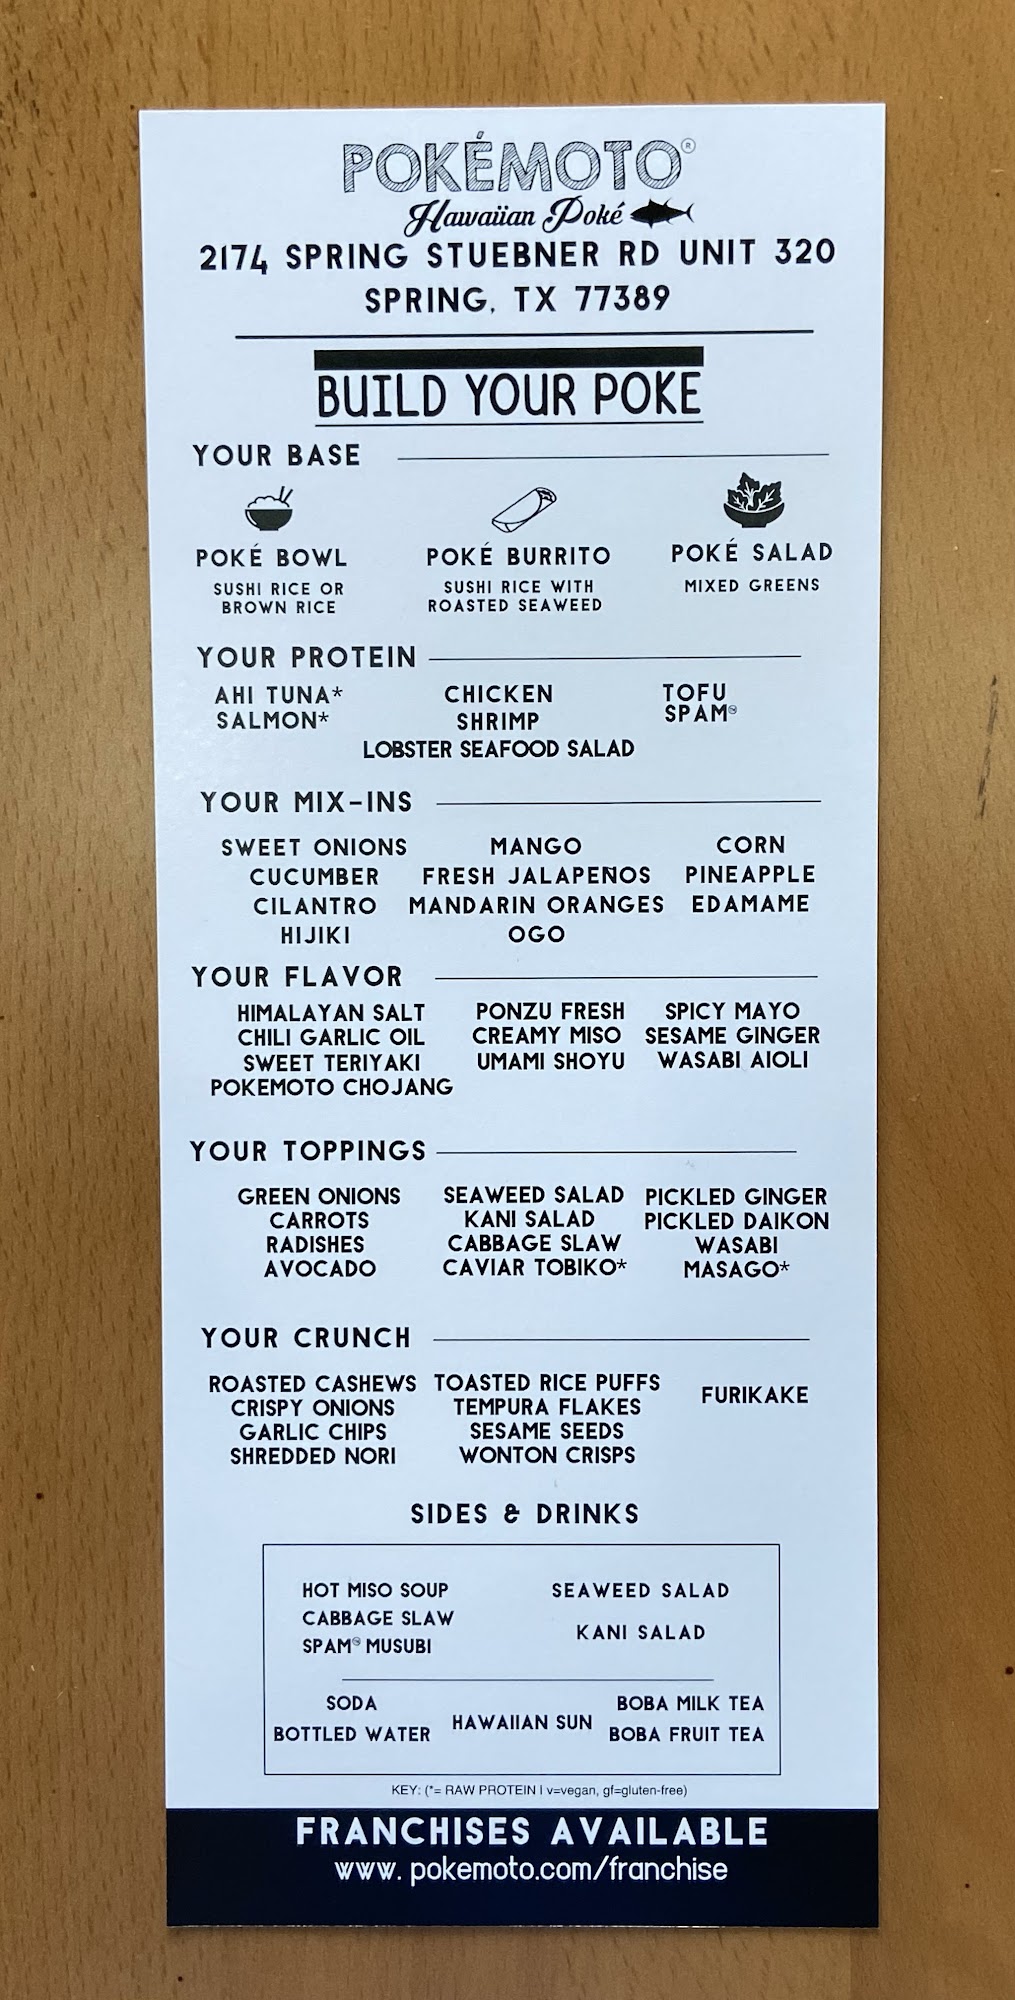 POKÉMOTO®
Hawaiian Poké
2174 SPRING STUEBNER RD UNIT 320
SPRING, TX 77389
BUILD YOUR POKE
YOUR BASE
POKÉ BOWL POKÉ BURRITO POKÉ SALAD
SUSHI RICE OR SUSHI RICE WITH MIXED GREENS
BROWN RICE ROASTED SEAWEED
YOUR PROTEIN
AHI TUNA* CHICKEN TOFU
SALMON* SHRIMP SPAM®
LOBSTER SEAFOOD SALAD
YOUR MIX-INS
SWEET ONIONS MANGO CORN
CUCUMBER FRESH JALAPEÑOS PINEAPPLE
CILANTRO MANDARIN ORANGES EDAMAME
HIJIKI OGO
YOUR FLAVOR
HIMALAYAN SALT PONZU FRESH SPICY MAYO
CHILI GARLIC OIL CREAMY MISO SESAME GINGER
SWEET TERIYAKI UMAMI SHOYU WASABI AIOLI
POKEMOTO CHOJANG
YOUR TOPPINGS
GREEN ONIONS SEAWEED SALAD PICKLED GINGER
CARROTS KANI SALAD PICKLED DAIKON
RADISHES CABBAGE SLAW WASABI
AVOCADO CAVIAR TOBIKO* MASAGO*
YOUR CRUNCH
ROASTED CASHEWS TOASTED RICE PUFFS FURIKAKE
CRISPY ONIONS TEMPURA FLAKES
GARLIC CHIPS SESAME SEEDS
SHREDDED NORI WONTON CRISPS
SIDES & DRINKS
HOT MISO SOUP SEAWEED SALAD
CABBAGE SLAW KANI SALAD
SPAM® MUSUBI
SODA HAWAIIAN SUN BOBA MILK TEA
BOTTLED WATER BOBA FRUIT TEA
KEY: (*= RAW PROTEIN | v=vegan, gf=gluten-free)
FRANCHISES AVAILABLE
www. pokemoto.com/franchise